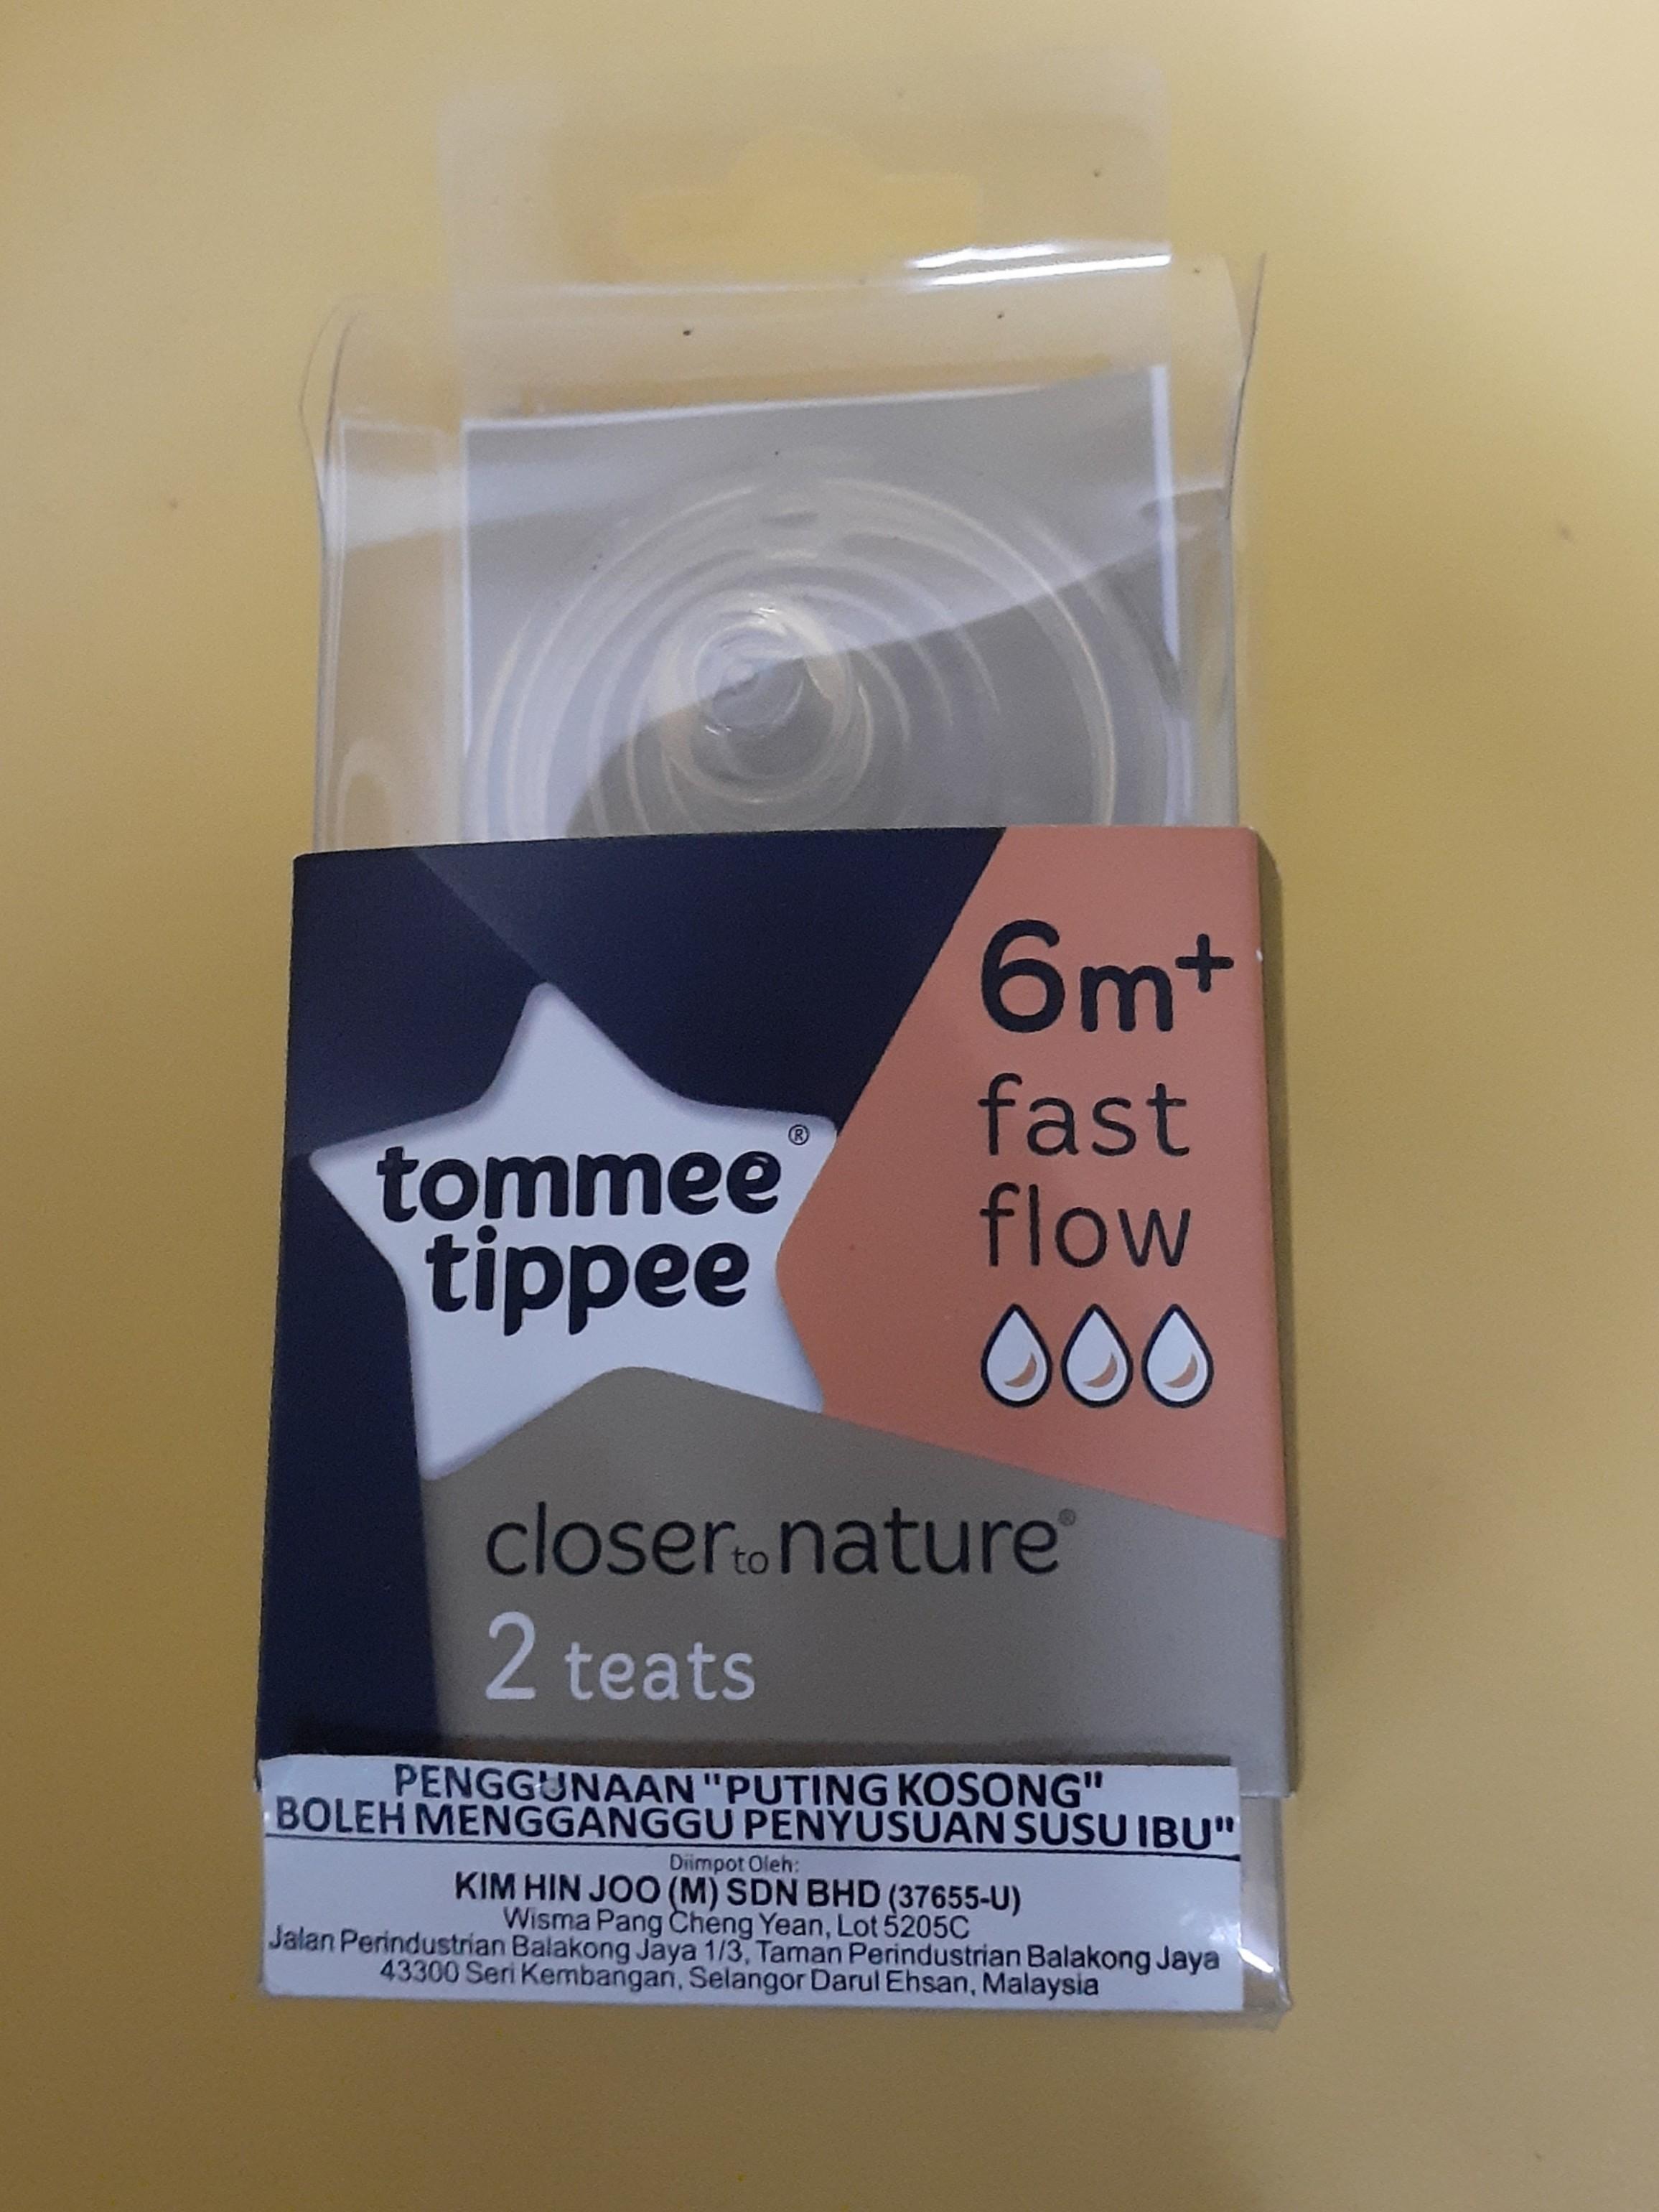 6m+
fast
flow
tommee®
tippee
closer to nature®
2 teats
PENGGUNAAN "PUTING KOSONG"
BOLEH MENGGANGGU PENYUSUAN SUSU IBU"
Diimpot Oleh:
KIM HIN JOO (M) SDN BHD (37655-U)
Wisma Pang Cheng Yean, Lot 5205C
Jalan Perindustrian Balakong Jaya 1/3, Taman Perindustrian Balakong Jaya
43300 Seri Kembangan, Selangor Darul Ehsan, Malaysia